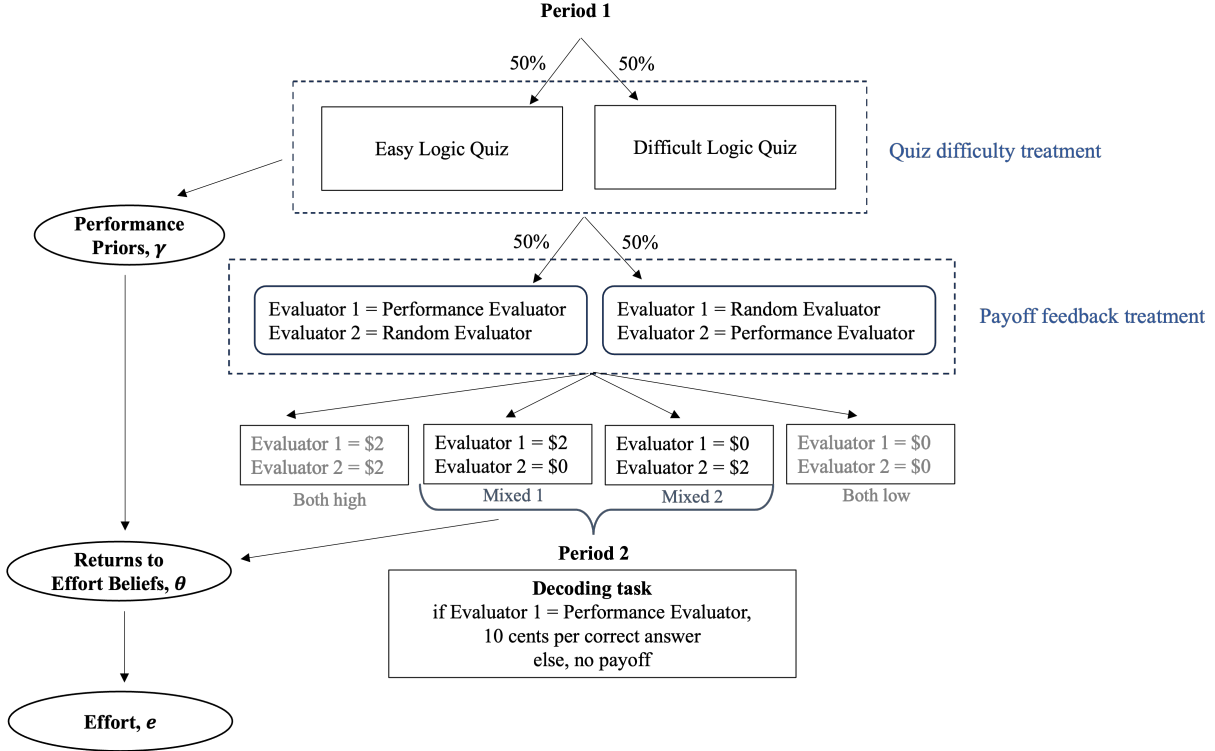 Period 1
50%
50%
Easy Logic Quiz
Difficult Logic Quiz
Quiz difficulty treatment
Performance
Priors, γ
50%
50%
Evaluator 1 = Performance Evaluator
Evaluator 2 = Random Evaluator
Evaluator 1 = Random Evaluator
Evaluator 2 = Performance Evaluator
Payoff feedback treatment
Evaluator 1 = $2
Evaluator 2 = $2
Both high
Evaluator 1 = $2
Evaluator 2 = $0
Mixed 1
Evaluator 1 = $0
Evaluator 2 = $2
Mixed 2
Evaluator 1 = $0
Evaluator 2 = $0
Both low
Returns to
Effort Beliefs, θ
Period 2
Decoding task
if Evaluator 1 = Performance Evaluator,
10 cents per correct answer
else, no payoff
Effort, e